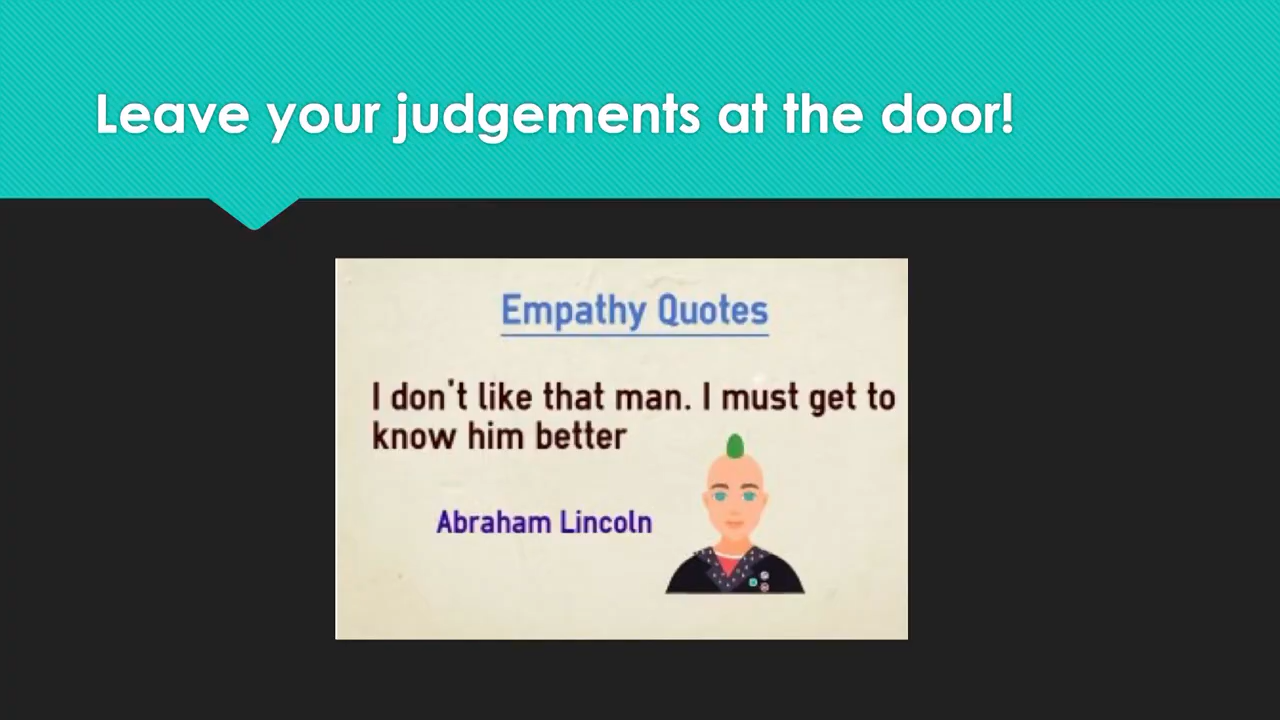 Leave your judgements at the door!
Empathy Quotes
I don't like that man. I must get to
know him better
Abraham Lincoln